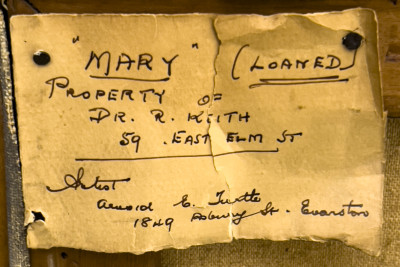 "MARY" (LOANED)
PROPERTY OF
DR. R. KEITH
59 EAST ELM ST
Artist
Arnold E. Turtle
1849 Asbury St. Evanston